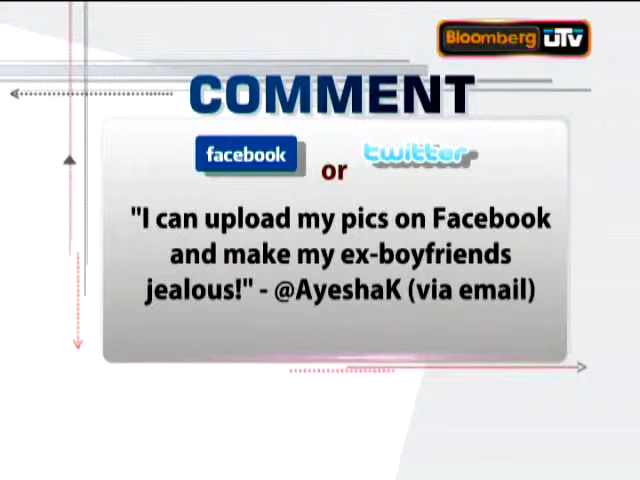 Bloomberg UTV
COMMENT
facebook
or
twitter
"I can upload my pics on Facebook
and make my ex-boyfriends
jealous!" - @AyeshaK (via email)